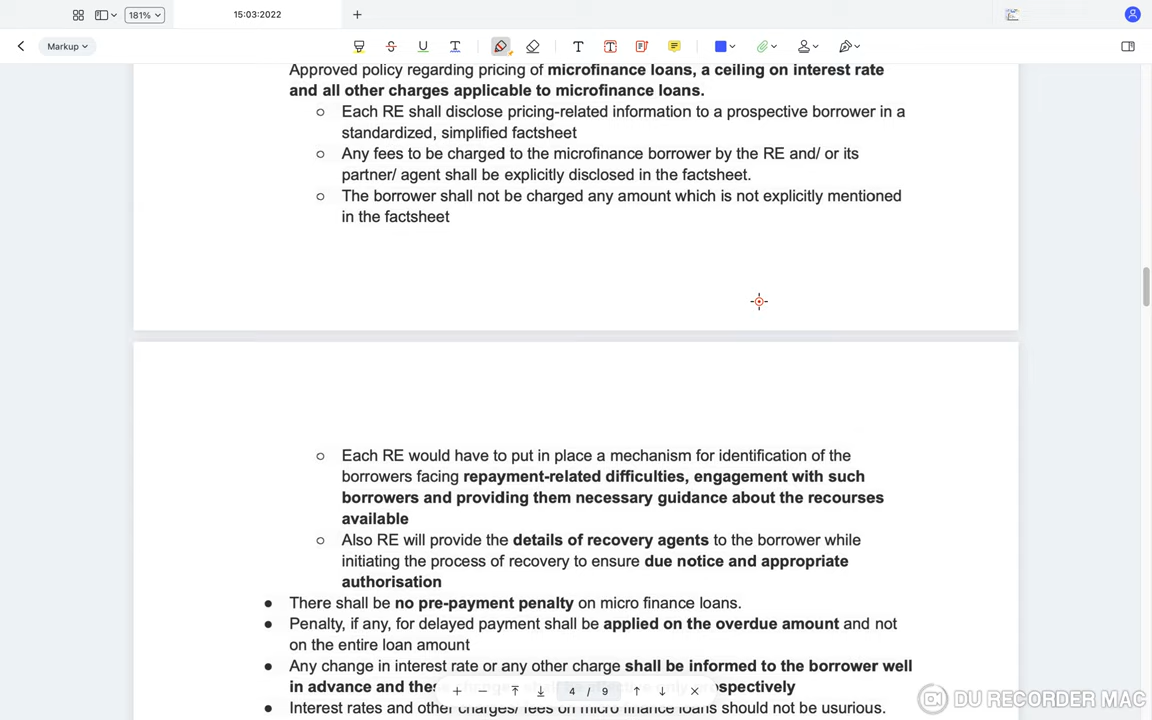 181%
15:03:2022
Markup
Approved policy regarding pricing of microfinance loans, a ceiling on interest rate
and all other charges applicable to microfinance loans.
○ Each RE shall disclose pricing-related information to a prospective borrower in a
standardized, simplified factsheet
○ Any fees to be charged to the microfinance borrower by the RE and/ or its
partner/ agent shall be explicitly disclosed in the factsheet.
○ The borrower shall not be charged any amount which is not explicitly mentioned
in the factsheet
○ Each RE would have to put in place a mechanism for identification of the
borrowers facing repayment-related difficulties, engagement with such
borrowers and providing them necessary guidance about the recourses
available
○ Also RE will provide the details of recovery agents to the borrower while
initiating the process of recovery to ensure due notice and appropriate
authorisation
● There shall be no pre-payment penalty on micro finance loans.
● Penalty, if any, for delayed payment shall be applied on the overdue amount and not
on the entire loan amount
● Any change in interest rate or any other charge shall be informed to the borrower well
in advance and these
4 / 9
● Interest rates and other charges/ fees on micro finance loans should not be usurious.
DU RECORDER MAC